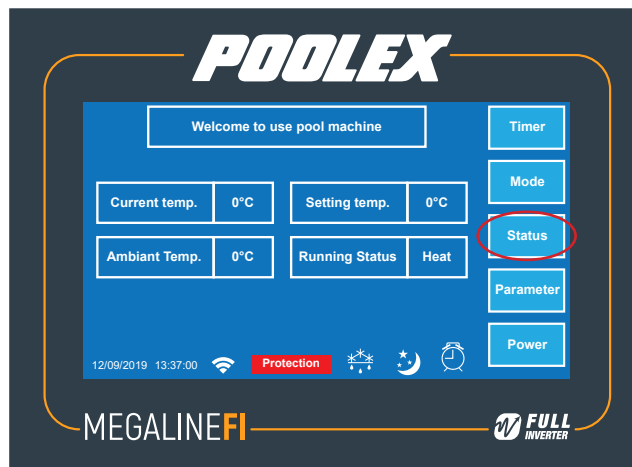 POOLEX
Welcome to use pool machine
Timer
Mode
Current temp. 0°C Setting temp. 0°C
Status
Ambiant Temp. 0°C Running Status Heat
Parameter
Power
12/09/2019 13:37:00 Protection
MEGALINEFI
W FULL
INVERTER